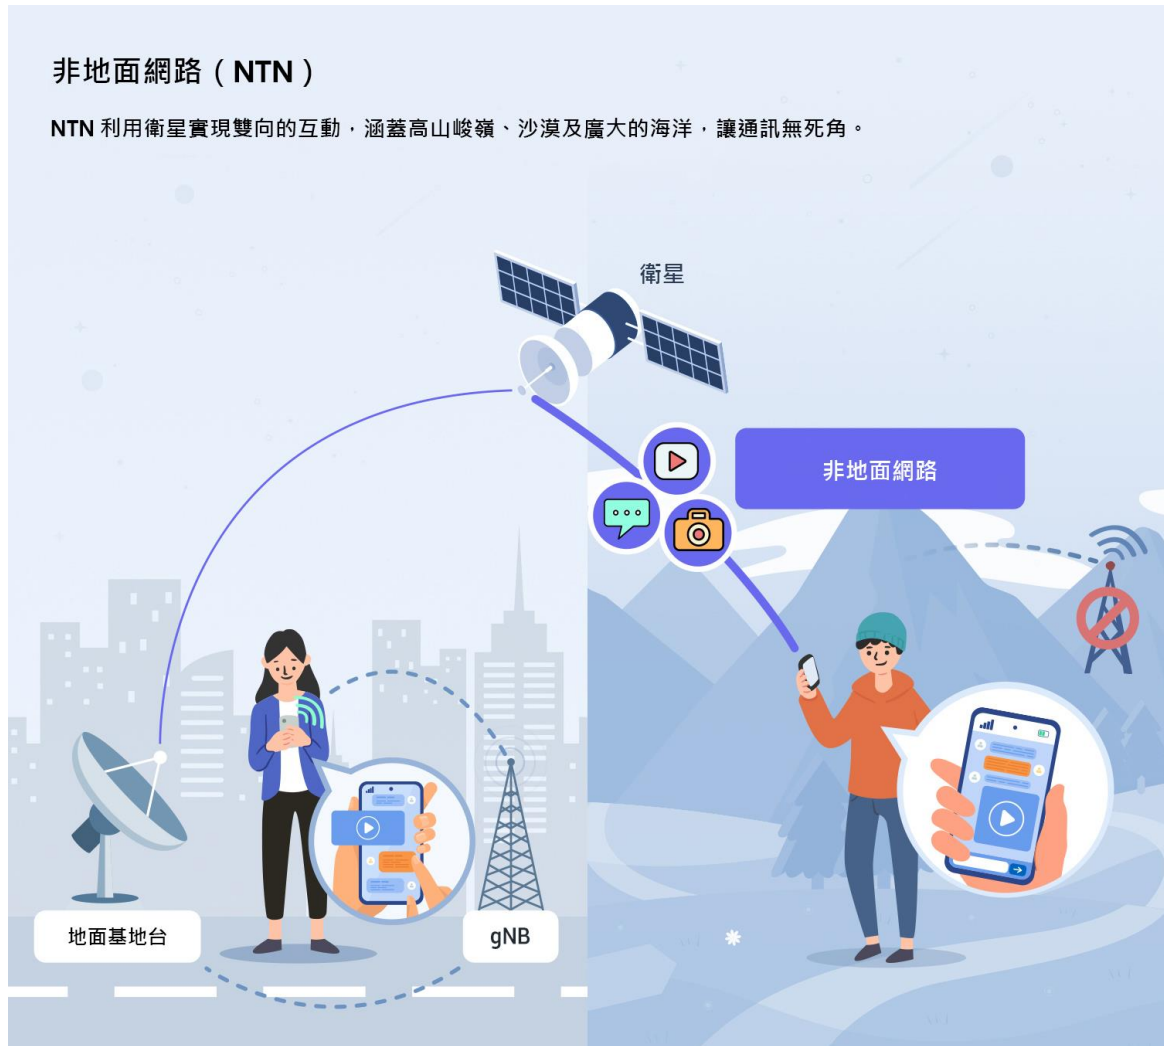 非地面網路（NTN）
NTN 利用衛星實現雙向的互動，涵蓋高山峻嶺、沙漠及廣大的海洋，讓通訊無死角。
衛星
非地面網路
地面基地台
gNB